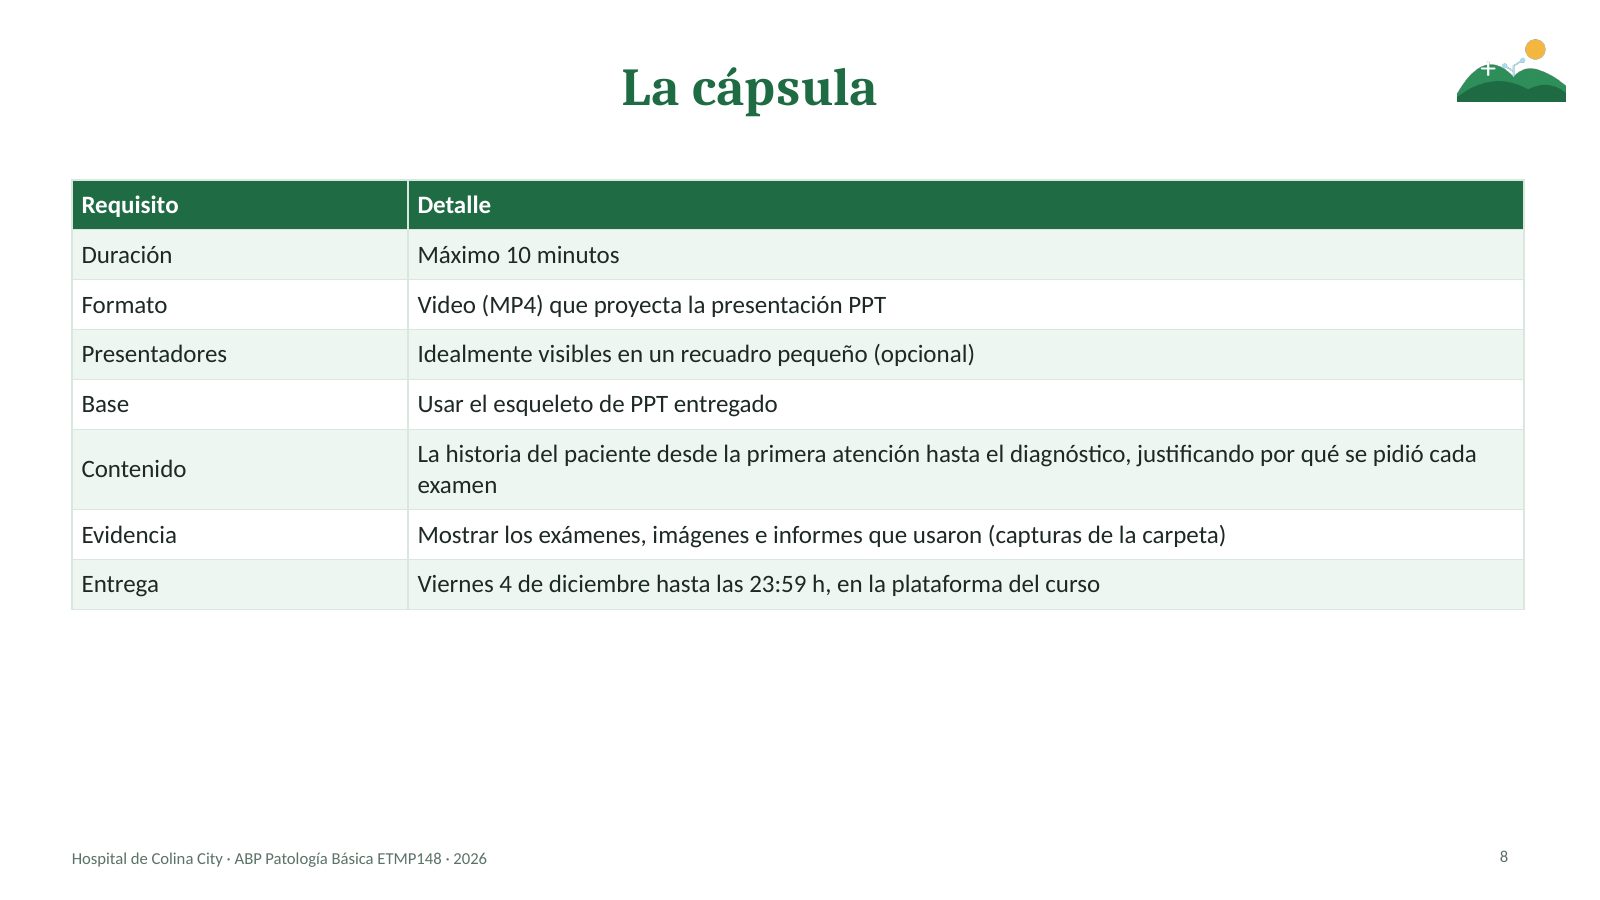 La cápsula
Requisito Detalle
Duración Máximo 10 minutos
Formato Video (MP4) que proyecta la presentación PPT
Presentadores Idealmente visibles en un recuadro pequeño (opcional)
Base Usar el esqueleto de PPT entregado
Contenido La historia del paciente desde la primera atención hasta el diagnóstico, justificando por qué se pidió cada
examen
Evidencia Mostrar los exámenes, imágenes e informes que usaron (capturas de la carpeta)
Entrega Viernes 4 de diciembre hasta las 23:59 h, en la plataforma del curso
Hospital de Colina City · ABP Patología Básica ETMP148 · 2026
8